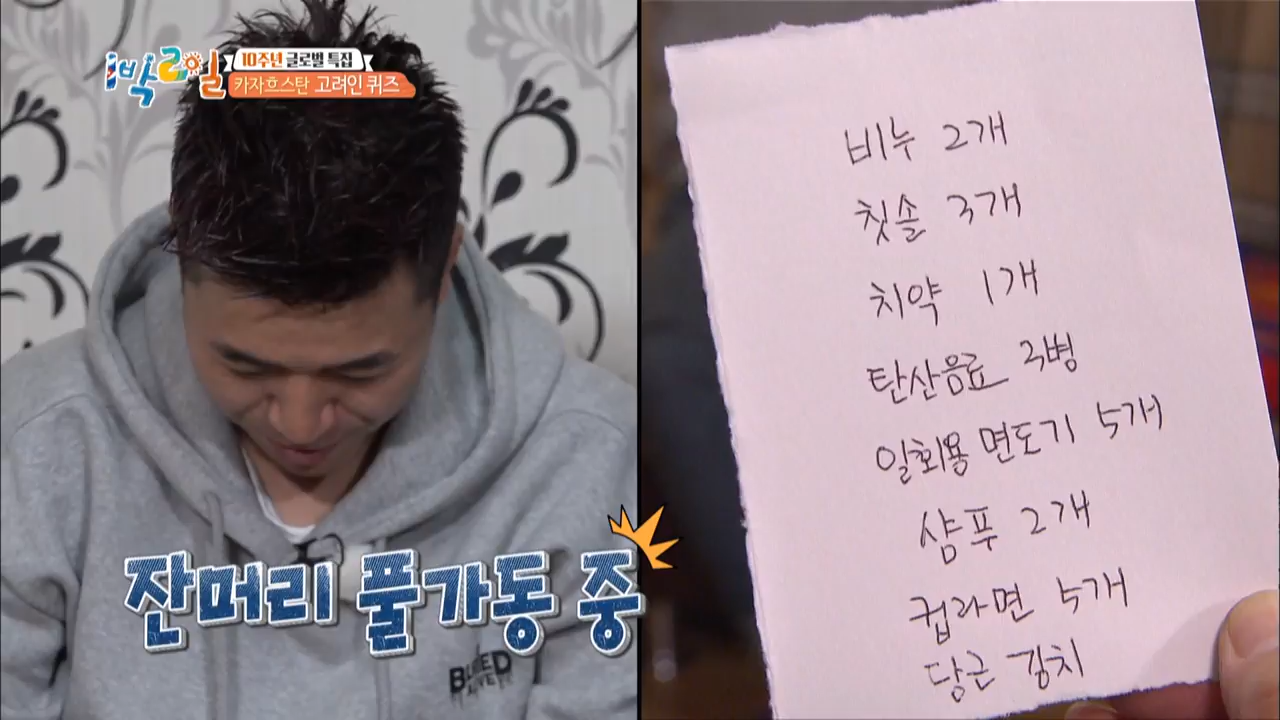 1박2일
10주년 글로벌 특집
카자흐스탄 고려인 퀴즈
잔머리 풀가동 중
비누 2개
칫솔 3개
치약 1개
탄산음료 3병
일회용 면도기 5개
샴푸 2개
컵라면 5개
당근 김치